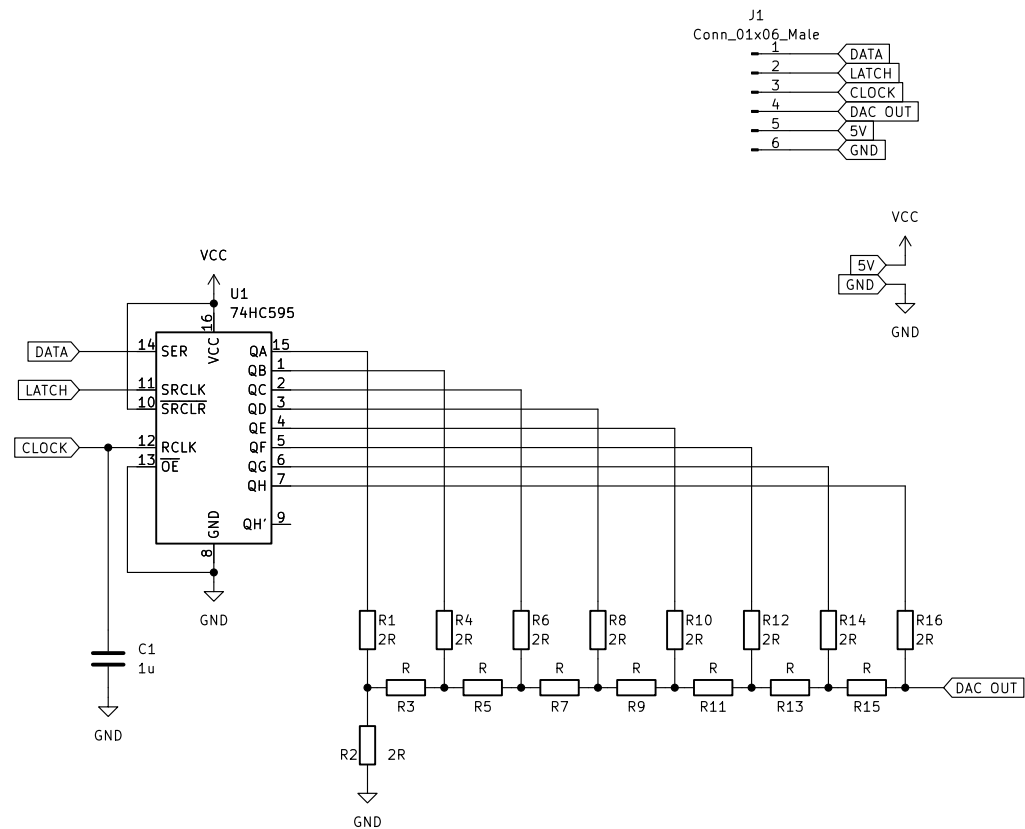 J1
Conn_01x06_Male
1 DATA
2 LATCH
3 CLOCK
4 DAC OUT
5 5V
6 GND
VCC
5V
GND
GND
VCC
U1
74HC595
16
VCC
DATA 14 SER QA 15
QB 1
LATCH 11 SRCLK QC 2
10 SRCLR QD 3
QE 4
CLOCK 12 RCLK QF 5
13 OE QG 6
QH 7
GND QH' 9
8
GND
R1 R4 R6 R8 R10 R12 R14 R16
2R 2R 2R 2R 2R 2R 2R 2R
C1
1u
GND
R R R R R R R
DAC OUT
R3 R5 R7 R9 R11 R13 R15
R2 2R
GND